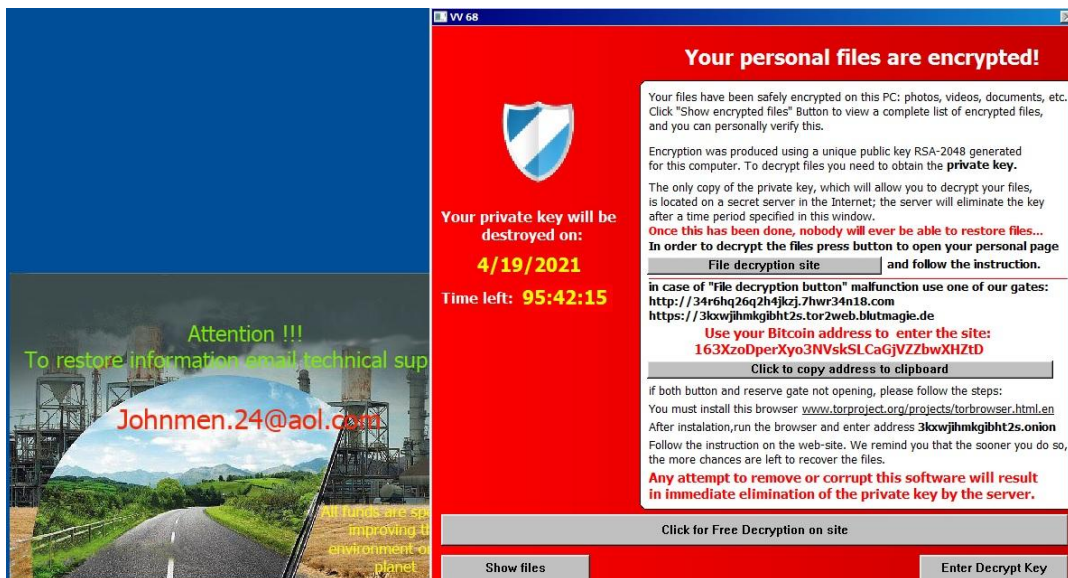 Attention !!!
To restore information email technical sup
Johnmen.24@aol.com
All funds are sp
improving t
environment o
planet
VV 68
Your personal files are encrypted!
Your private key will be
destroyed on:
4/19/2021
Time left: 95:42:15
Your files have been safely encrypted on this PC: photos, videos, documents, etc.
Click "Show encrypted files" Button to view a complete list of encrypted files,
and you can personally verify this.
Encryption was produced using a unique public key RSA-2048 generated
for this computer. To decrypt files you need to obtain the private key.
The only copy of the private key, which will allow you to decrypt your files,
is located on a secret server in the Internet; the server will eliminate the key
after a time period specified in this window.
Once this has been done, nobody will ever be able to restore files...
In order to decrypt the files press button to open your personal page
File decryption site and follow the instruction.
in case of "File decryption button" malfunction use one of our gates:
http://34r6hq26q2h4jkzj.7hwr34n18.com
https://3kxwjihmkgibht2s.tor2web.blutmagie.de
Use your Bitcoin address to enter the site:
163XzoDperXyo3NVskSLCaGjVZZbwXHZtD
Click to copy address to clipboard
if both button and reserve gate not opening, please follow the steps:
You must install this browser www.torproject.org/projects/torbrowser.html.en
After instalation,run the browser and enter address 3kxwjihmkgibht2s.onion
Follow the instruction on the web-site. We remind you that the sooner you do so,
the more chances are left to recover the files.
Any attempt to remove or corrupt this software will result
in immediate elimination of the private key by the server.
Click for Free Decryption on site
Show files
Enter Decrypt Key